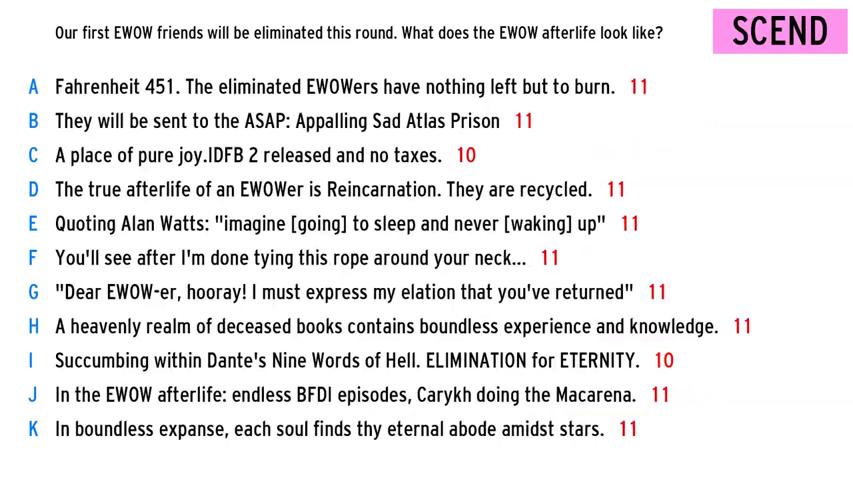 Our first EWOW friends will be eliminated this round. What does the EWOW afterlife look like?
SCEND
A Fahrenheit 451. The eliminated EWOWers have nothing left but to burn. 11
B They will be sent to the ASAP: Appalling Sad Atlas Prison 11
C A place of pure joy.IDFB 2 released and no taxes. 10
D The true afterlife of an EWOWer is Reincarnation. They are recycled. 11
E Quoting Alan Watts: "imagine [going] to sleep and never [waking] up" 11
F You'll see after I'm done tying this rope around your neck... 11
G "Dear EWOW-er, hooray! I must express my elation that you've returned" 11
H A heavenly realm of deceased books contains boundless experience and knowledge. 11
I Succumbing within Dante's Nine Words of Hell. ELIMINATION for ETERNITY. 10
J In the EWOW afterlife: endless BFDI episodes, Carykh doing the Macarena. 11
K In boundless expanse, each soul finds thy eternal abode amidst stars. 11